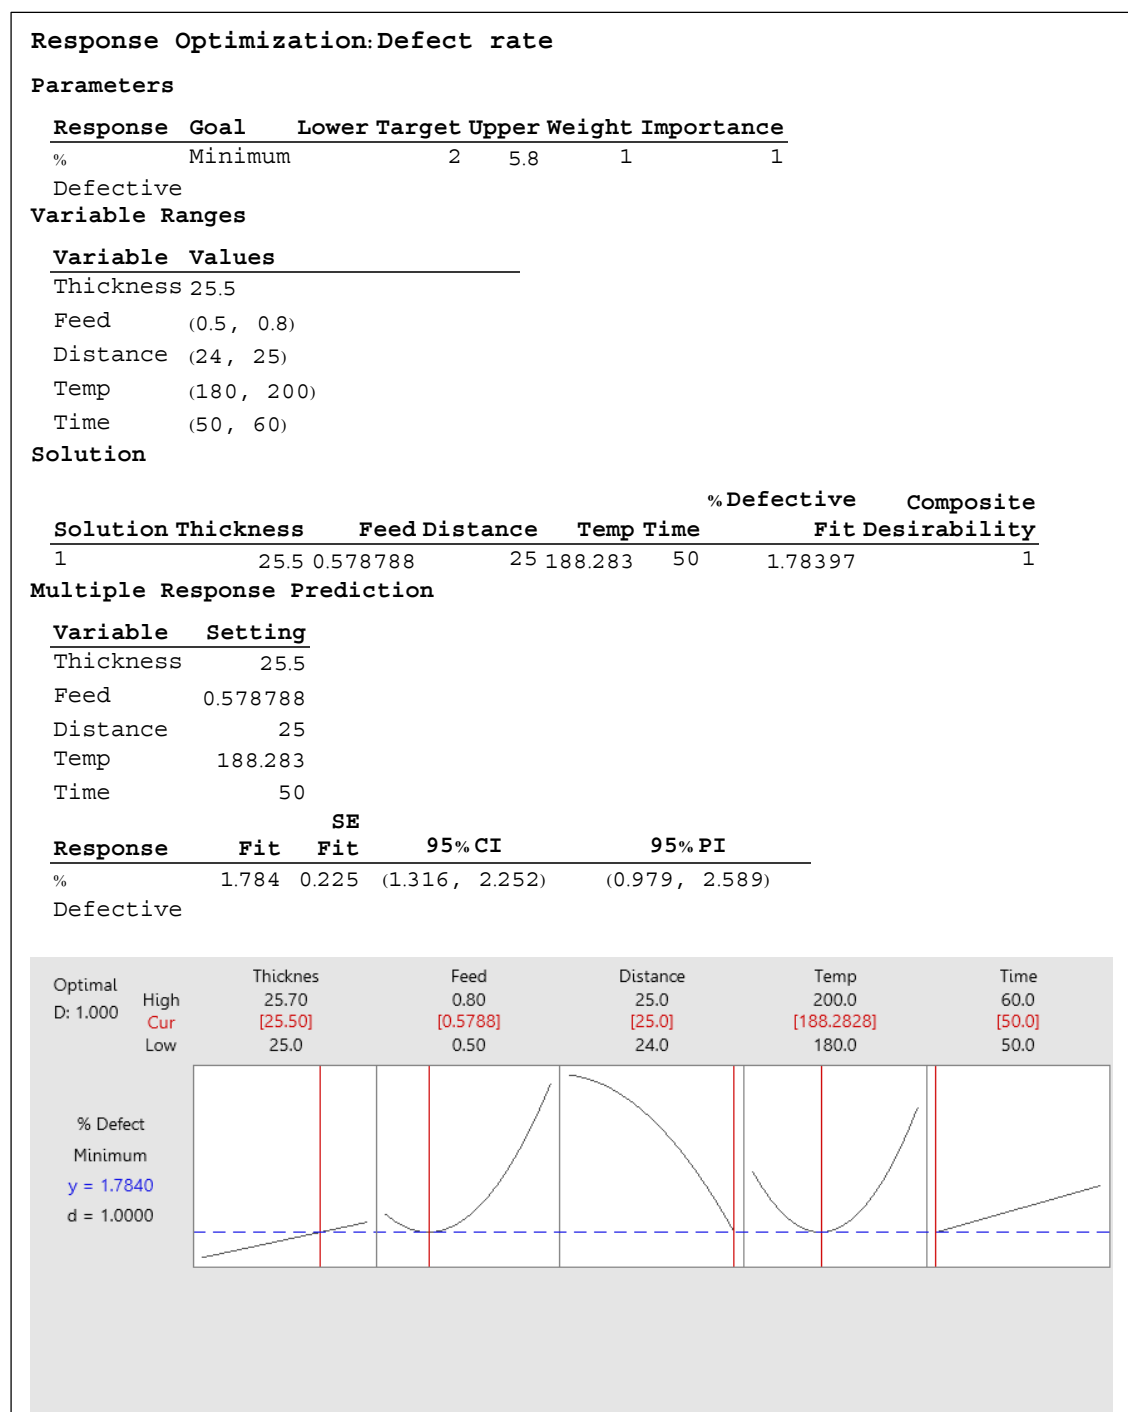 Response Optimization: Defect rate
Parameters
Response Goal Lower Target Upper Weight Importance
% Minimum 2 5.8 1 1
Defective
Variable Ranges
Variable Values
Thickness 25.5
Feed (0.5, 0.8)
Distance (24, 25)
Temp (180, 200)
Time (50, 60)
Solution
%Defective Composite
Solution Thickness Feed Distance Temp Time Fit Desirability
1 25.5 0.578788 25 188.283 50 1.78397 1
Multiple Response Prediction
Variable Setting
Thickness 25.5
Feed 0.578788
Distance 25
Temp 188.283
Time 50
SE
Response Fit Fit 95%CI 95%PI
% 1.784 0.225 (1.316, 2.252) (0.979, 2.589)
Defective
Optimal Thicknes Feed Distance Temp Time
D: 1.000 High 25.70 0.80 25.0 200.0 60.0
Cur [25.50] [0.5788] [25.0] [188.2828] [50.0]
Low 25.0 0.50 24.0 180.0 50.0
% Defect
Minimum
y = 1.7840
d = 1.0000